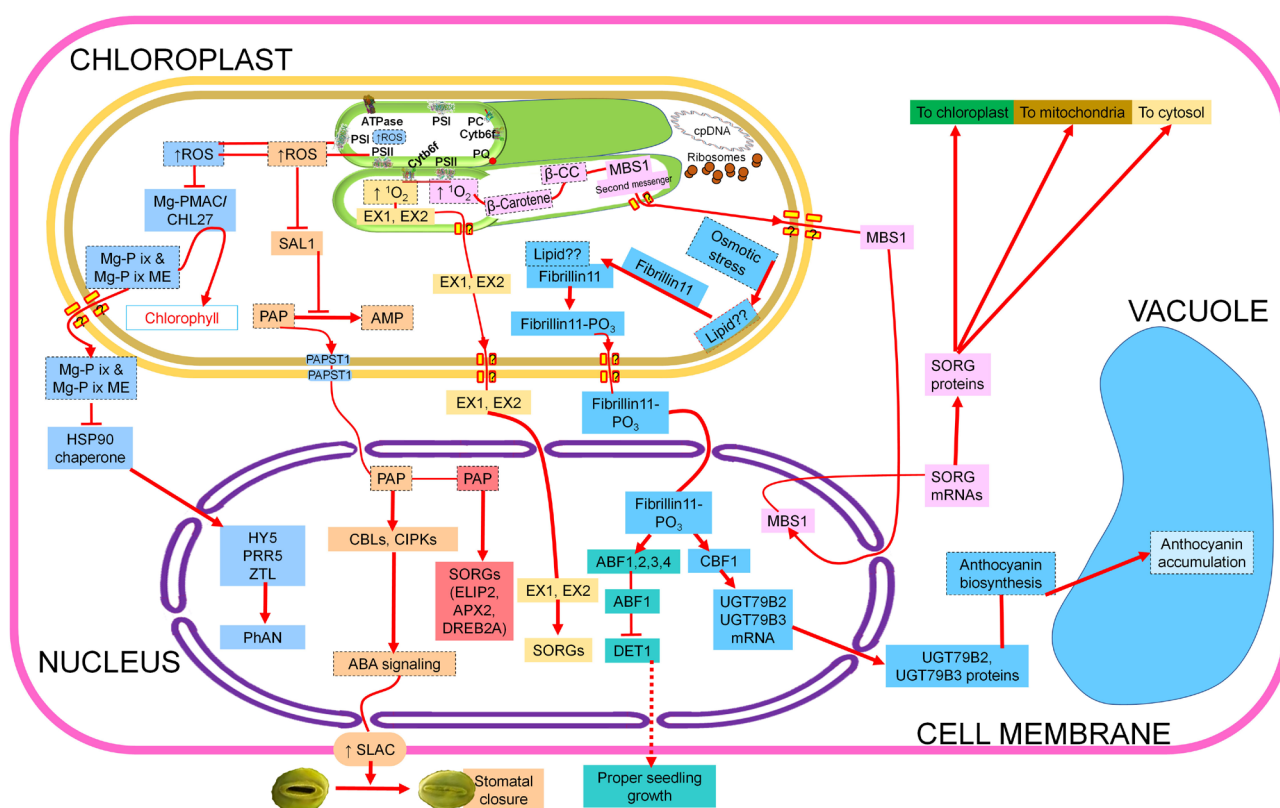 CHLOROPLAST
ATPase
PSI
PC
Cytb6f
PSI
↑ROS
PSII
Cytb6f
PSII
PQ
cpDNA
Ribosomes
To chloroplast
To mitochondria
To cytosol
↑ROS
↑ROS
↑ ¹O₂
↑ ¹O₂
β-Carotene
β-CC
MBS1
Second messenger
EX1, EX2
Mg-PMAC/
CHL27
SAL1
Mg-P ix &
Mg-P ix ME
Chlorophyll
PAP
AMP
EX1, EX2
Lipid??
Fibrillin11
Fibrillin11
Osmotic
stress
Lipid??
Fibrillin11-PO₃
MBS1
?
?
?
?
?
PAPST1
PAPST1
Mg-P ix &
Mg-P ix ME
HSP90
chaperone
EX1, EX2
Fibrillin11-
PO₃
VACUOLE
SORG
proteins
SORG
mRNAs
MBS1
PAP
PAP
CBLs, CIPKs
HY5
PRR5
ZTL
PhAN
SORGs
(ELIP2,
APX2,
DREB2A)
EX1, EX2
SORGs
Fibrillin11-
PO₃
ABF1,2,3,4
CBF1
ABF1
DET1
UGT79B2
UGT79B3
mRNA
Anthocyanin
biosynthesis
Anthocyanin
accumulation
UGT79B2,
UGT79B3 proteins
NUCLEUS
ABA signaling
CELL MEMBRANE
↑ SLAC
Stomatal
closure
Proper seedling
growth